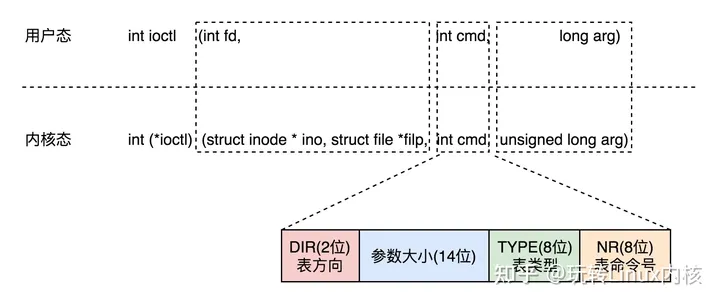 用户态 int ioctl (int fd, int cmd, long arg)
内核态 int (*ioctl) (struct inode * ino, struct file *filp, int cmd, unsigned long arg)
DIR(2位) 参数大小(14位) TYPE(8位) NR(8位)
表方向 表类型 表命令号
知乎 @玩转Linux内核